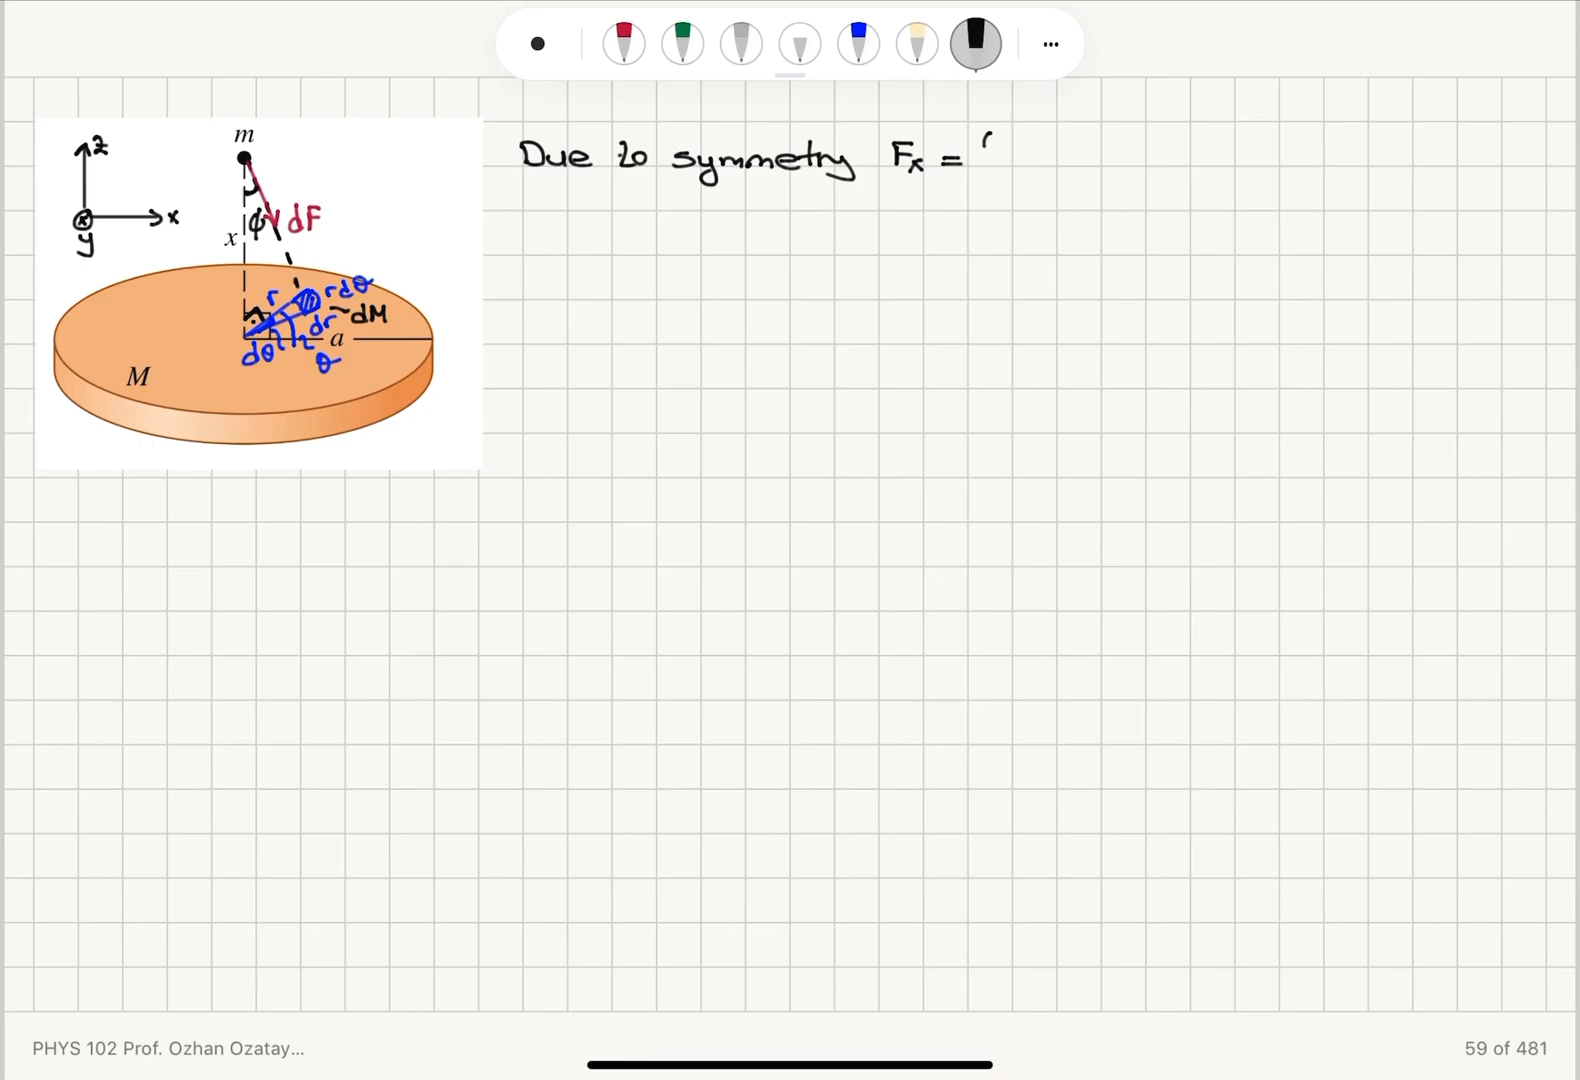 Due to symmetry Fx =
z
x
y
m
x
ϕ
dF
r
rdθ
dr
dM
dθ
a
θ
M
PHYS 102 Prof. Ozhan Ozatay...
59 of 481